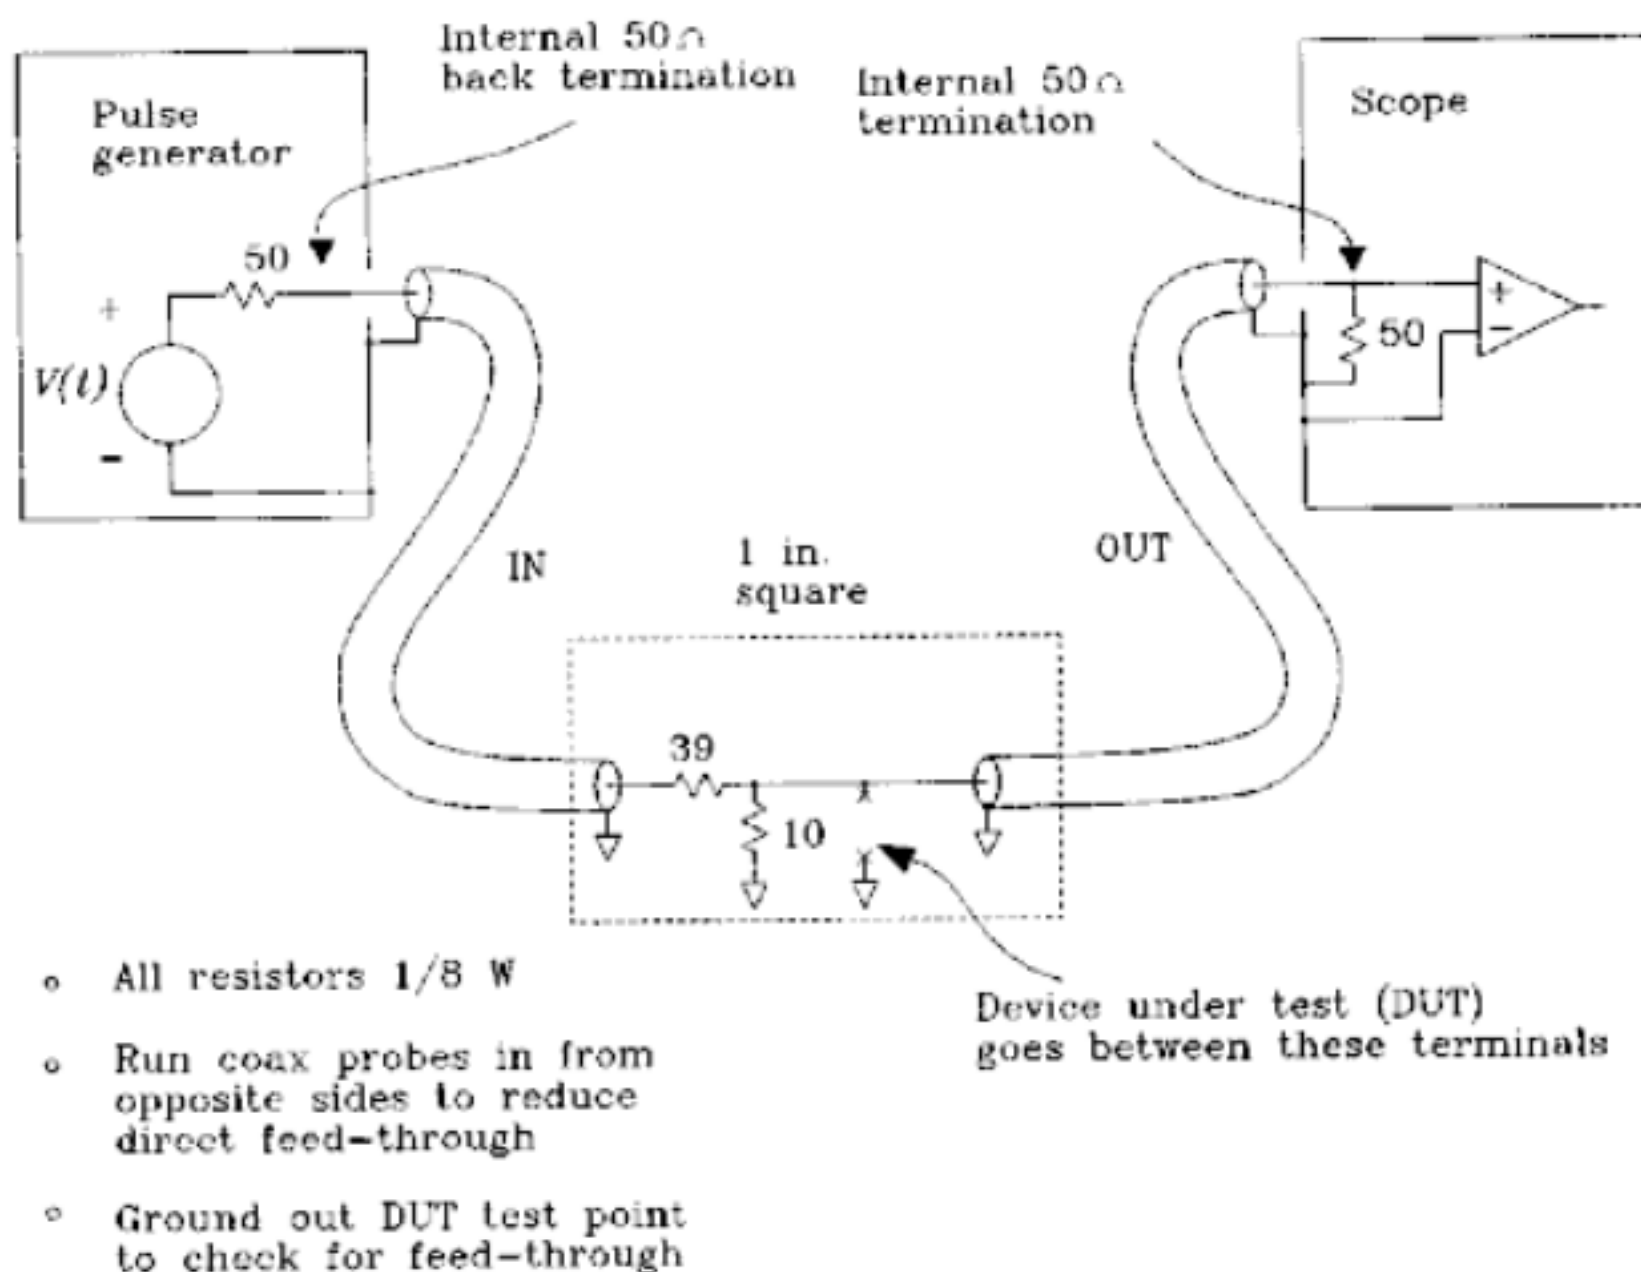 Internal 50 Ω
back termination
Internal 50 Ω
termination
Pulse
generator
Scope
50
+
V(t)
-
+
-
50
IN
1 in.
square
OUT
39
10
Device under test (DUT)
goes between these terminals
o All resistors 1/8 W
o Run coax probes in from
opposite sides to reduce
direct feed-through
o Ground out DUT test point
to check for feed-through